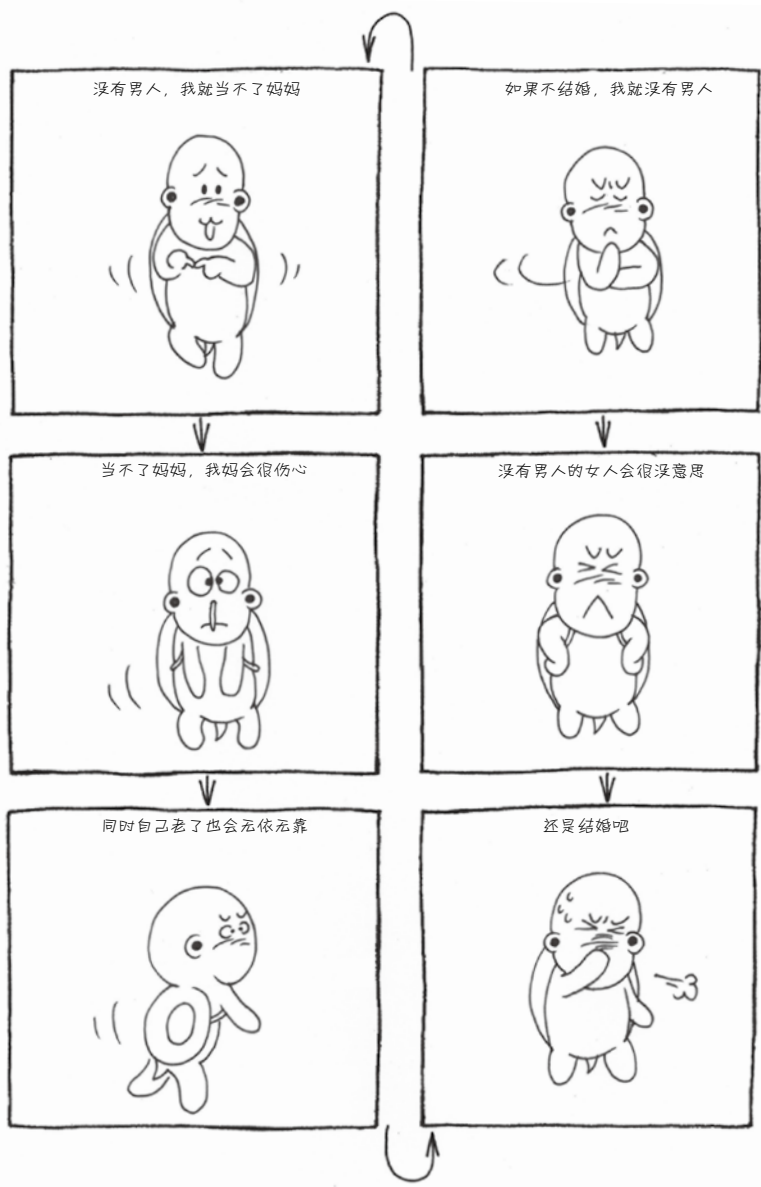 如果不结婚，我就没有男人
没有男人，我就当不了妈妈
当不了妈妈，我妈会很伤心
同时自己老了也会无依无靠
没有男人的女人会很没意思
还是结婚吧